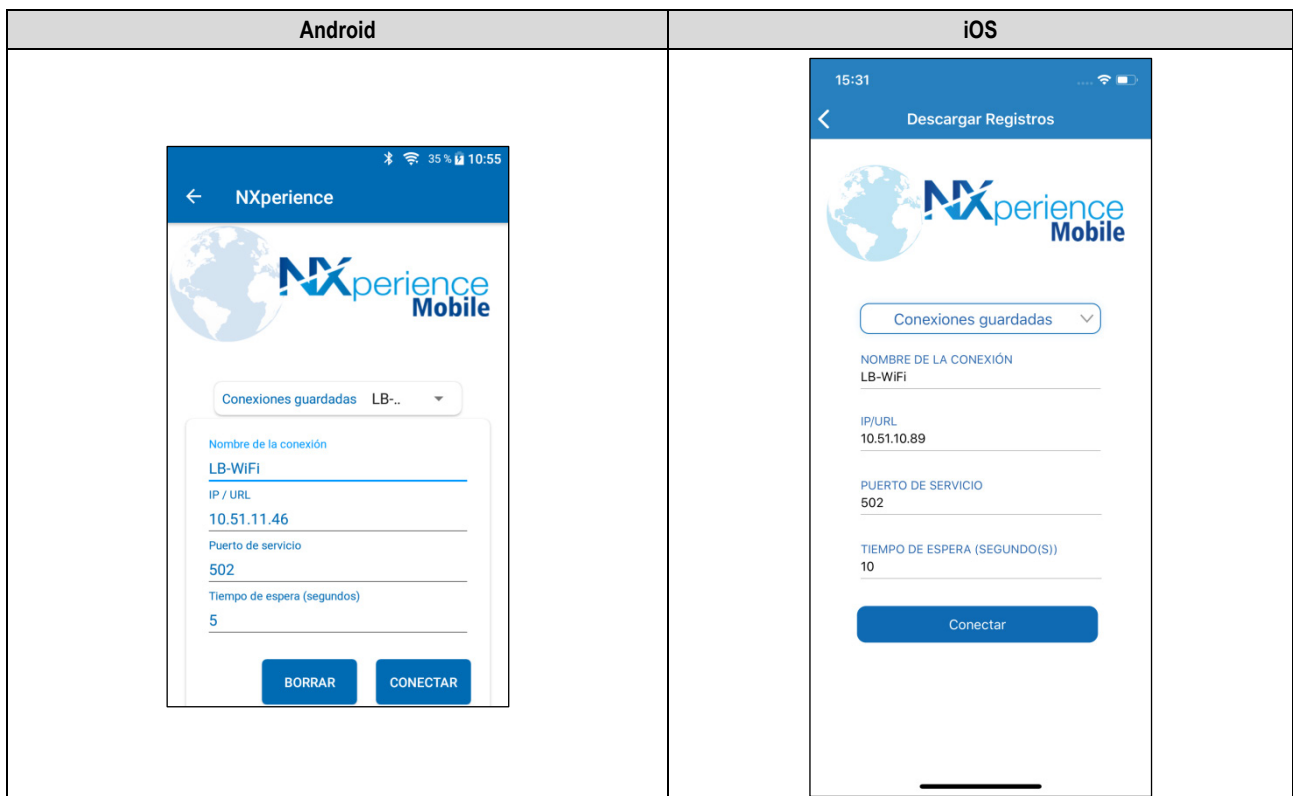 Android
iOS
35 % 10:55
NXperience
NXperience
Mobile
Conexiones guardadas LB-..
Nombre de la conexión
LB-WiFi
IP / URL
10.51.11.46
Puerto de servicio
502
Tiempo de espera (segundos)
5
BORRAR CONECTAR
15:31
Descargar Registros
NXperience
Mobile
Conexiones guardadas
NOMBRE DE LA CONEXIÓN
LB-WiFi
IP/URL
10.51.10.89
PUERTO DE SERVICIO
502
TIEMPO DE ESPERA (SEGUNDO(S))
10
Conectar